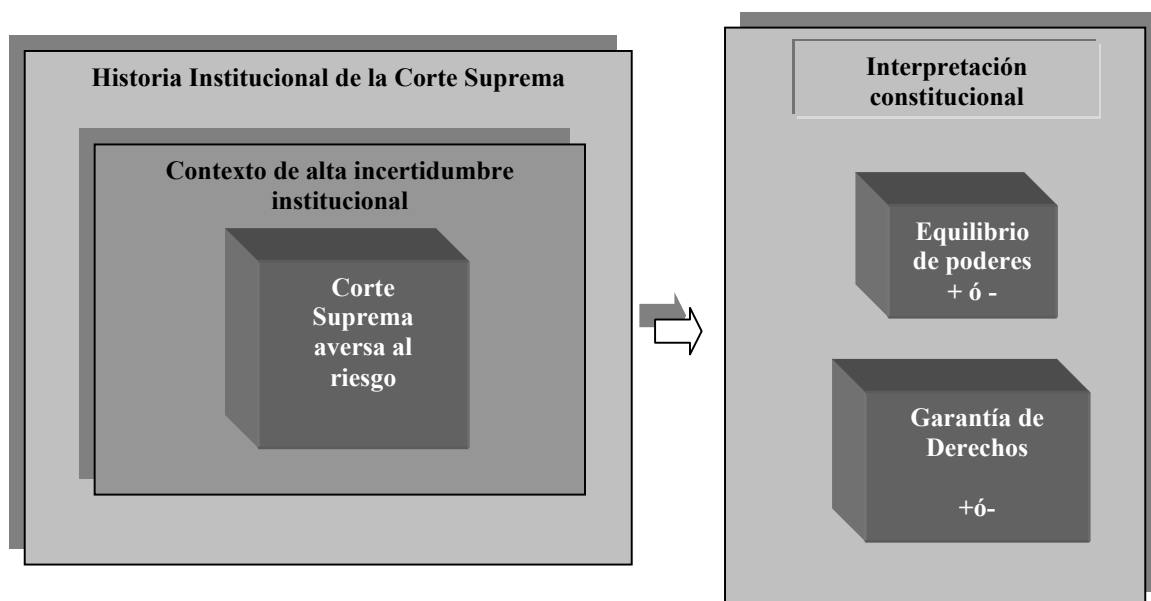 Historia Institucional de la Corte Suprema
Contexto de alta incertidumbre
institucional
Corte
Suprema
aversa al
riesgo
Interpretación
constitucional
Equilibrio
de poderes
+ ó -
Garantía de
Derechos
+ó-